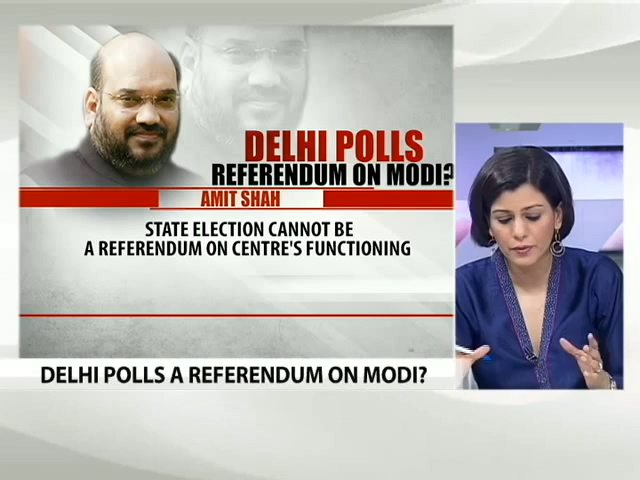 DELHI POLLS
REFERENDUM ON MODI?
AMIT SHAH
STATE ELECTION CANNOT BE
A REFERENDUM ON CENTRE'S FUNCTIONING
DELHI POLLS A REFERENDUM ON MODI?